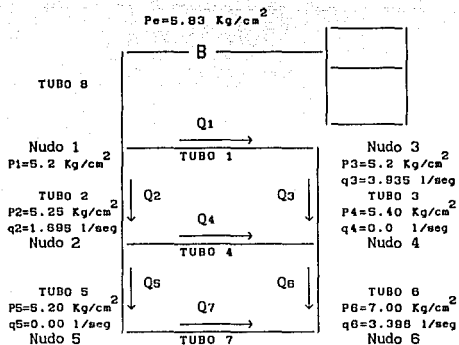 Pe=5.83 Kg/cm2
B
TUBO 8
Q1
Nudo 1
P1=5.2 Kg/cm2
TUBO 1
Nudo 3
P3=5.2 Kg/cm2
q3=3.935 l/seg
TUBO 2
P2=5.25 Kg/cm2
q2=1.695 l/seg
Nudo 2
Q2
Q3
Q4
TUBO 3
P4=5.40 Kg/cm2
q4=0.0 l/seg
Nudo 4
TUBO 4
TUBO 5
P5=5.20 Kg/cm2
q5=0.00 l/seg
Nudo 5
Q5
Q6
Q7
TUBO 7
TUBO 6
P6=7.00 Kg/cm2
q6=3.398 l/seg
Nudo 6